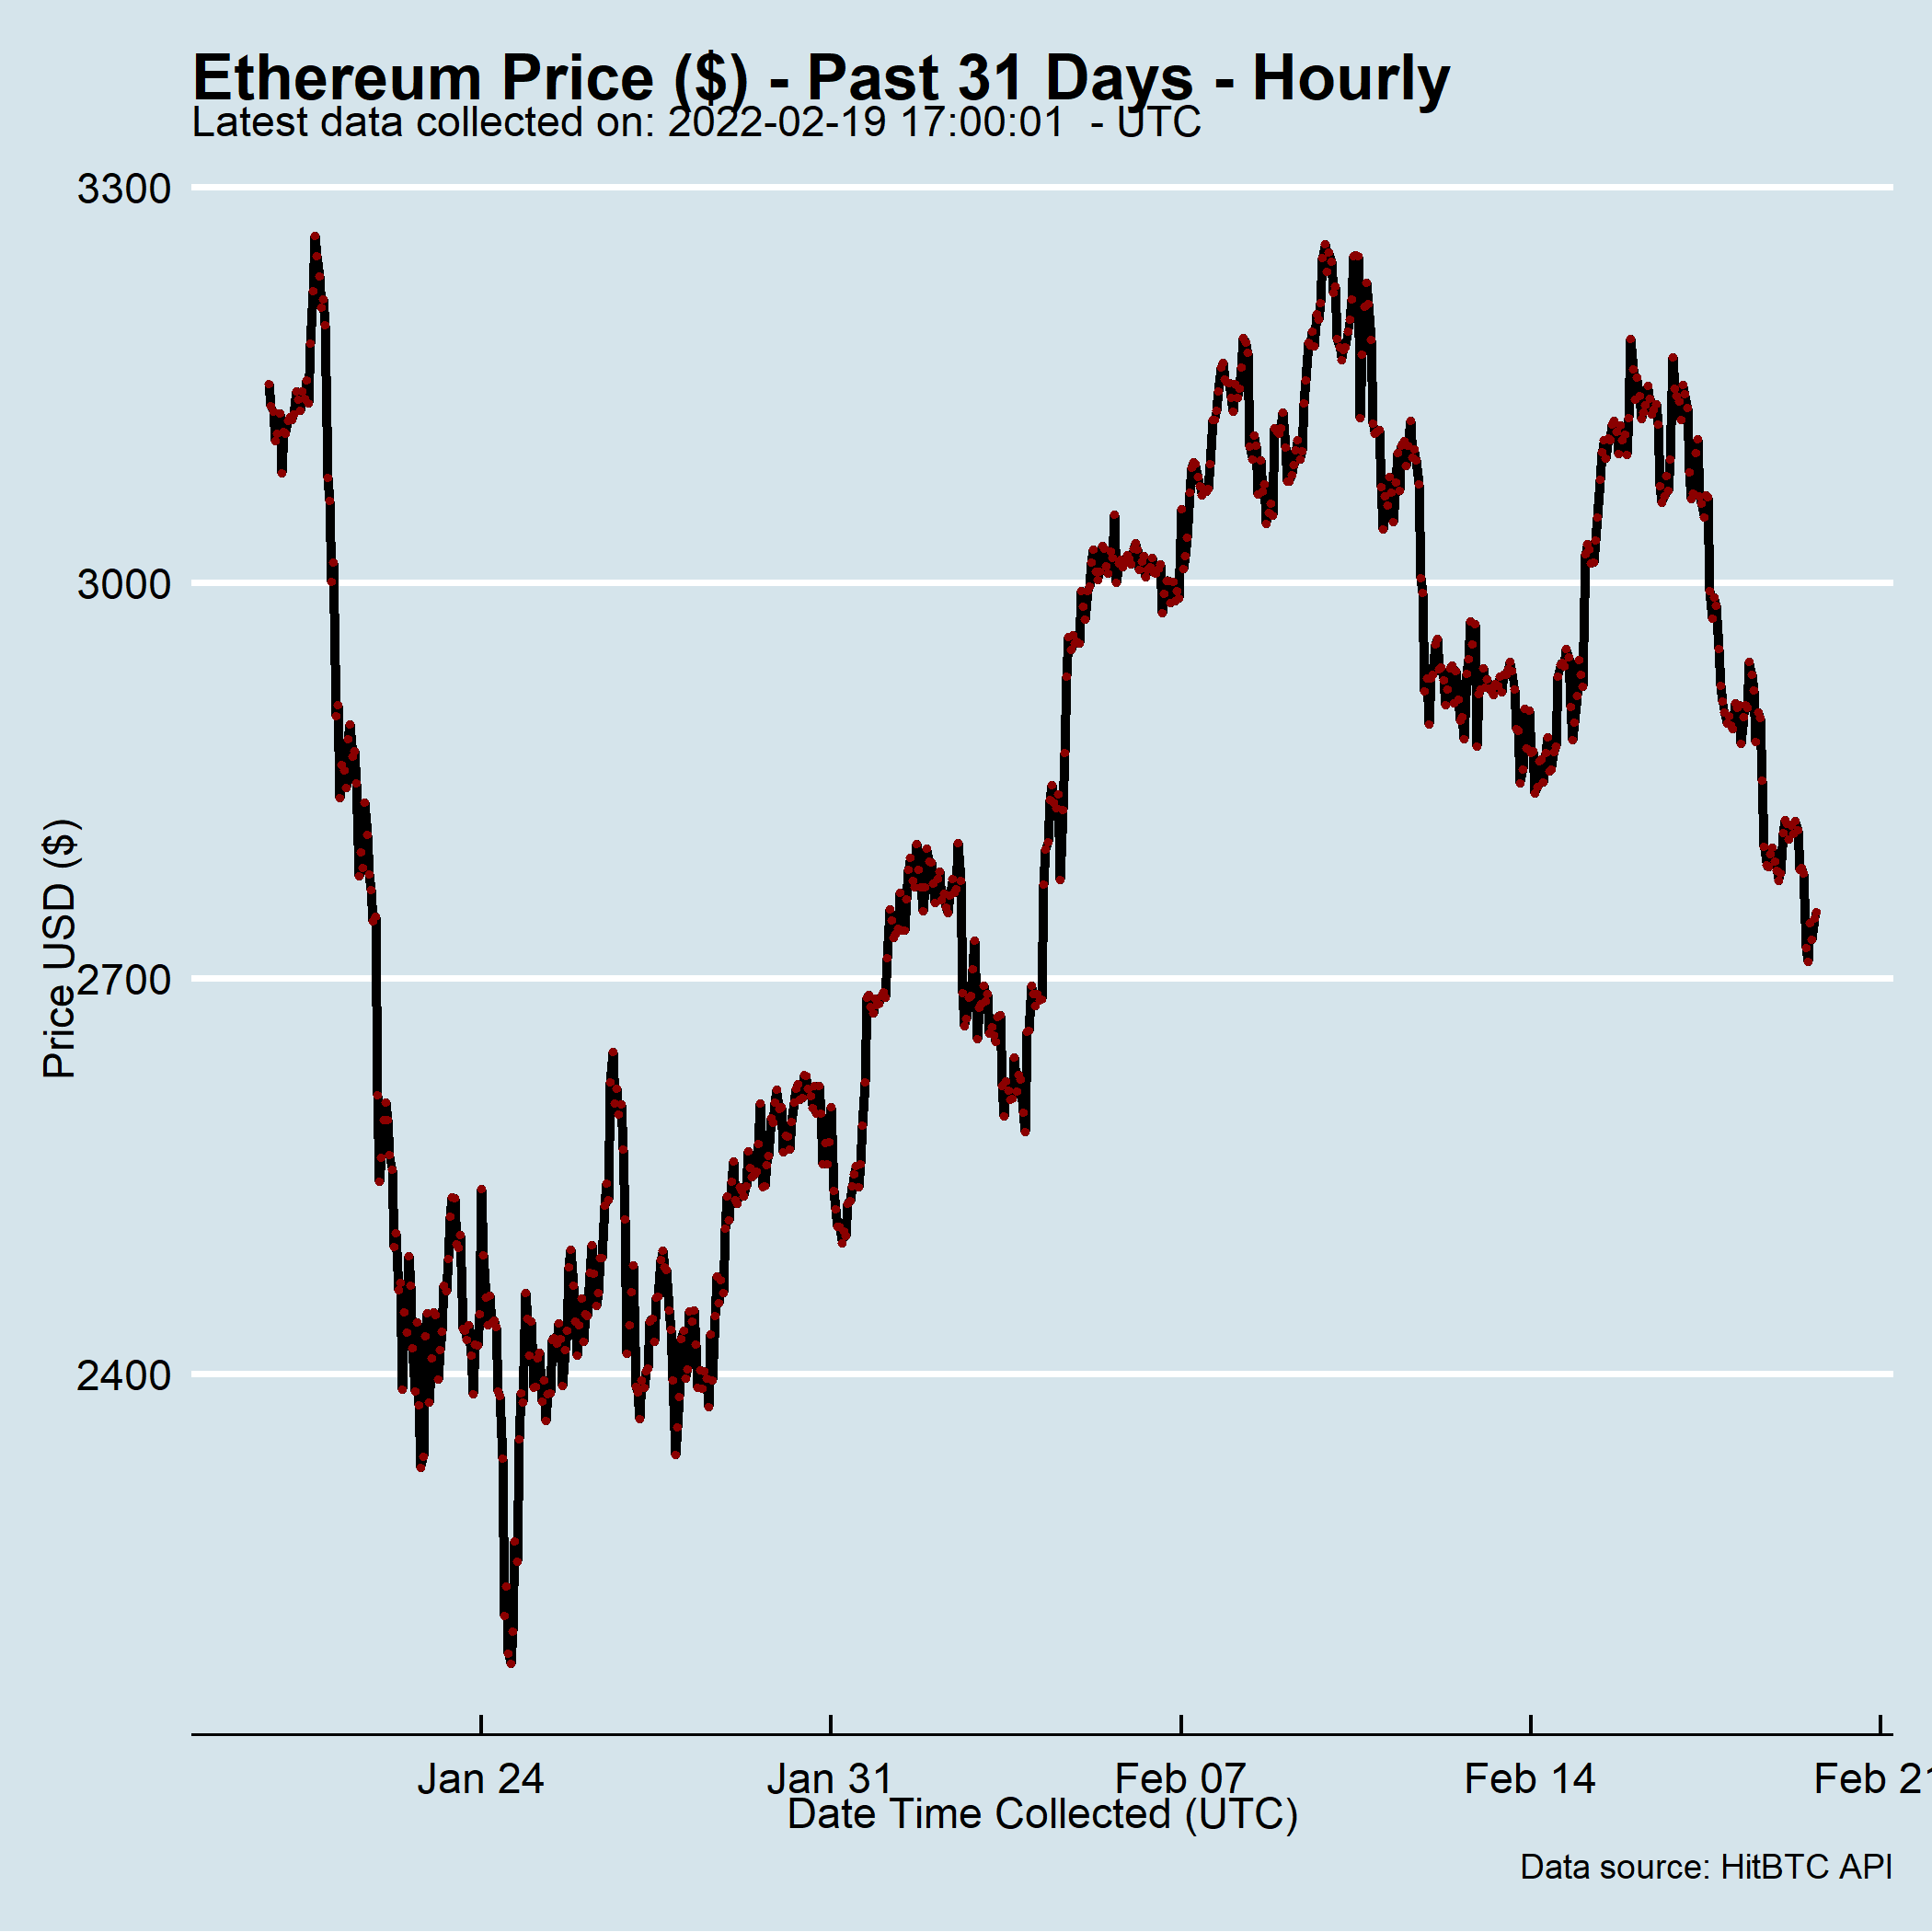 Ethereum Price ($) - Past 31 Days - Hourly
Latest data collected on: 2022-02-19 17:00:01  - UTC
3300
3000
2700
2400
Price USD ($)
Jan 24
Jan 31
Feb 07
Feb 14
Feb 21
Date Time Collected (UTC)
Data source: HitBTC API